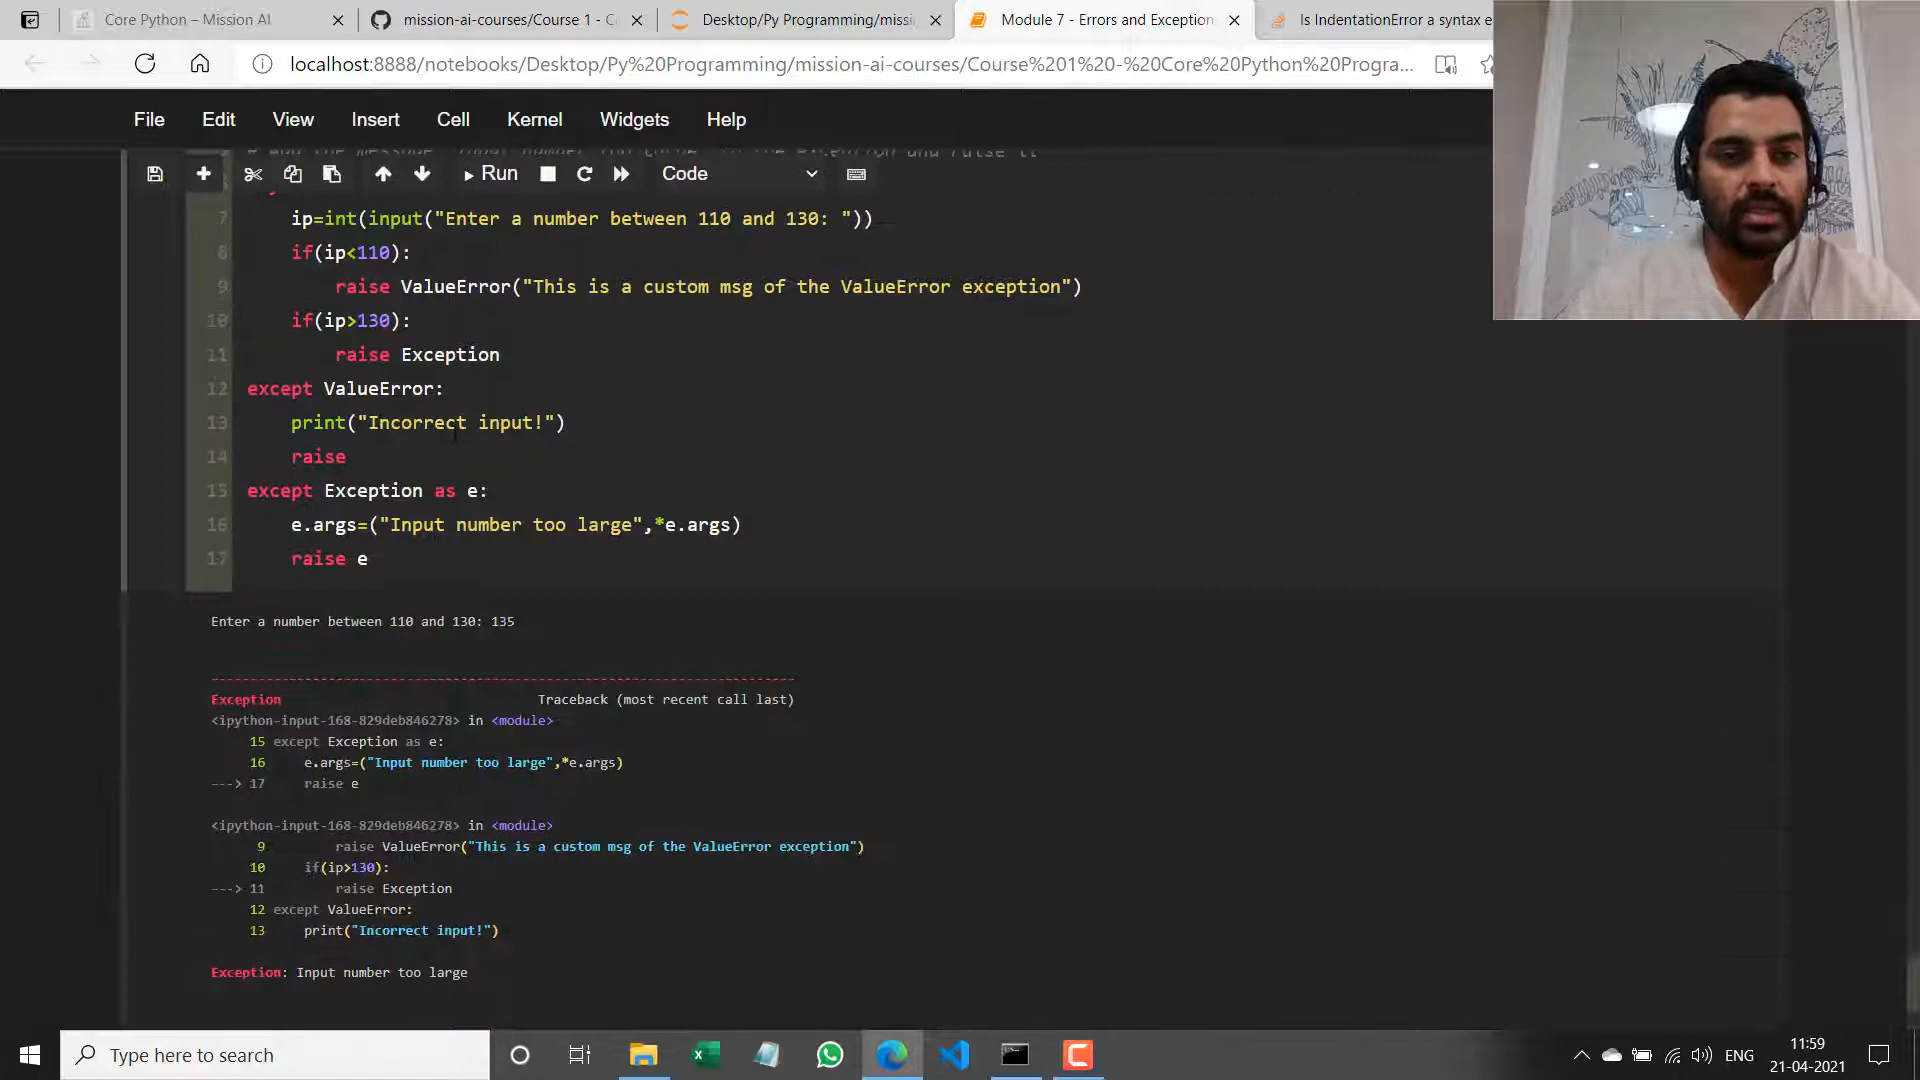 Core Python – Mission AI
mission-ai-courses/Course 1 - C
Desktop/Py Programming/missi
Module 7 - Errors and Exception
Is IndentationError a syntax e
localhost:8888/notebooks/Desktop/Py%20Programming/mission-ai-courses/Course%201%20-%20Core%20Python%20Progra...
File Edit View Insert Cell Kernel Widgets Help
Run Code
7 ip=int(input("Enter a number between 110 and 130: "))
8 if(ip<110):
9 raise ValueError("This is a custom msg of the ValueError exception")
10 if(ip>130):
11 raise Exception
12 except ValueError:
13 print("Incorrect input!")
14 raise
15 except Exception as e:
16 e.args=("Input number too large",*e.args)
17 raise e
Enter a number between 110 and 130: 135
Exception Traceback (most recent call last)
<ipython-input-168-829deb846278> in <module>
15 except Exception as e:
16 e.args=("Input number too large",*e.args)
---> 17 raise e
<ipython-input-168-829deb846278> in <module>
9 raise ValueError("This is a custom msg of the ValueError exception")
10 if(ip>130):
---> 11 raise Exception
12 except ValueError:
13 print("Incorrect input!")
Exception: Input number too large
Type here to search
ENG
11:59
21-04-2021